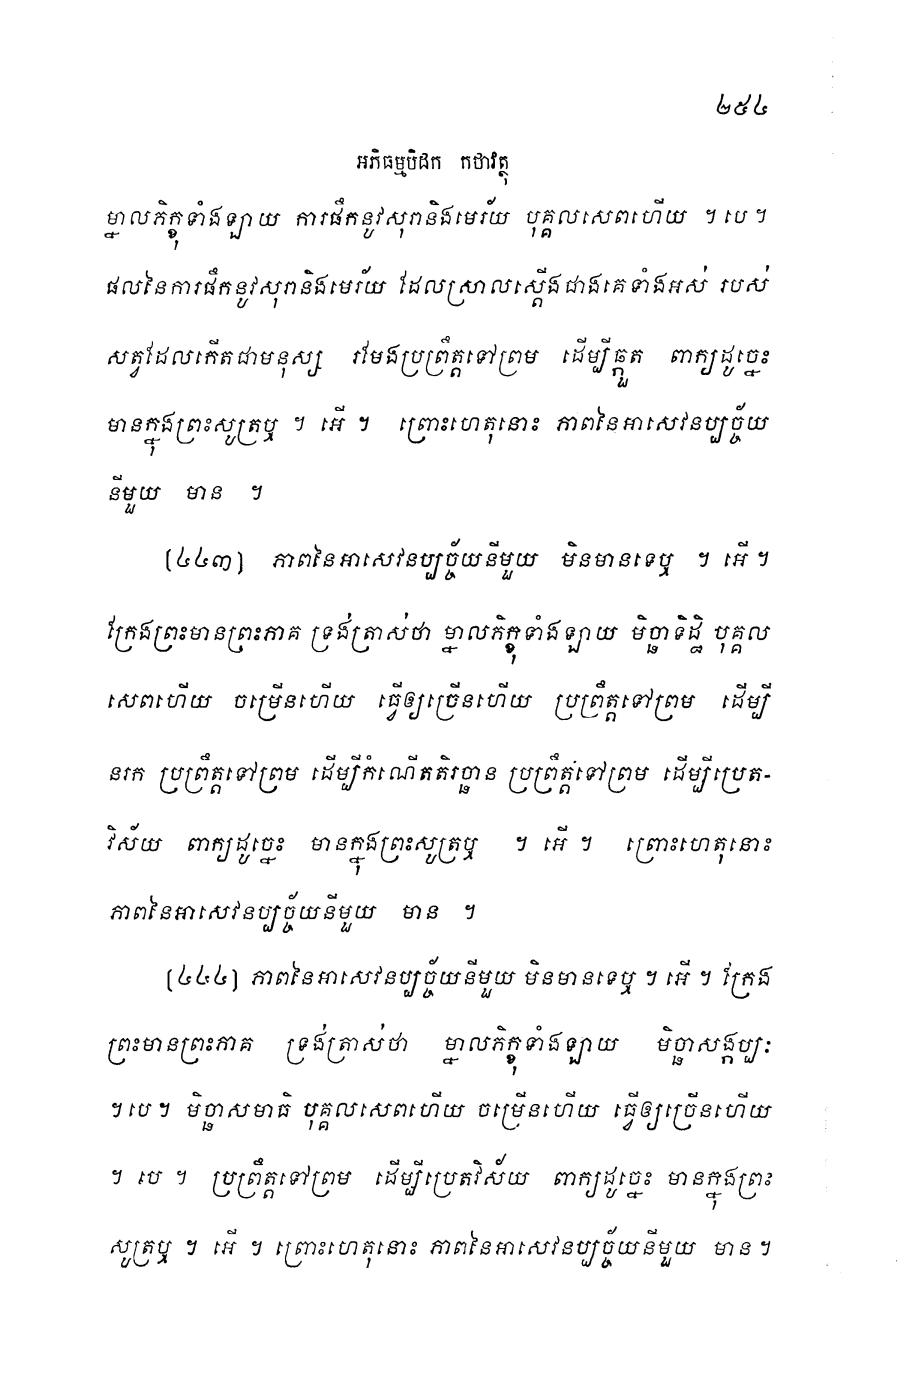 ២៥៤
អភិធម្មបិដក កថាវត្ថុ
ម្នាលភិក្ខុទាំងឡាយ ការផឹកនូវសុរានិងមេរ័យ បុគ្គលសេពហើយ ។ បេ ។
ផលនៃការផឹកនូវសុរានិងមេរ័យ ដែលស្រាលស្តើងជាងគេទាំងអស់ របស់
សត្វដែលកើតជាមនុស្ស រមែងប្រព្រឹត្តទៅព្រម ដើម្បីឆ្កួត ពាក្យដូច្នេះ
មានក្នុងព្រះសូត្រឬ ។ អើ ។ ព្រោះហេតុនោះ ភាពនៃអាសេវនប្បច្ច័យ
នីមួយ មាន ។
(៤៤៣) ភាពនៃអាសេវនប្បច្ច័យនីមួយ មិនមានទេឬ ។ អើ ។
ក្រែងព្រះមានព្រះភាគ ទ្រង់ត្រាស់ថា ម្នាលភិក្ខុទាំងឡាយ មិច្ឆាទិដ្ឋិ បុគ្គល
សេពហើយ ចម្រើនហើយ ធ្វើឲ្យច្រើនហើយ ប្រព្រឹត្តទៅព្រម ដើម្បី
នរក ប្រព្រឹត្តទៅព្រម ដើម្បីកំណើតតិរច្ឆាន ប្រព្រឹត្តទៅព្រម ដើម្បីប្រេត-
វិស័យ ពាក្យដូច្នេះ មានក្នុងព្រះសូត្រឬ ។ អើ ។ ព្រោះហេតុនោះ
ភាពនៃអាសេវនប្បច្ច័យនីមួយ មាន ។
(៤៤៤) ភាពនៃអាសេវនប្បច្ច័យនីមួយ មិនមានទេឬ ។ អើ ។ ក្រែង
ព្រះមានព្រះភាគ ទ្រង់ត្រាស់ថា ម្នាលភិក្ខុទាំងឡាយ មិច្ឆាសង្កប្បៈ
។ បេ ។ មិច្ឆាសមាធិ បុគ្គលសេពហើយ ចម្រើនហើយ ធ្វើឲ្យច្រើនហើយ
។ បេ ។ ប្រព្រឹត្តទៅព្រម ដើម្បីប្រេតវិស័យ ពាក្យដូច្នេះ មានក្នុងព្រះ
សូត្រឬ ។ អើ ។ ព្រោះហេតុនោះ ភាពនៃអាសេវនប្បច្ច័យនីមួយ មាន ។